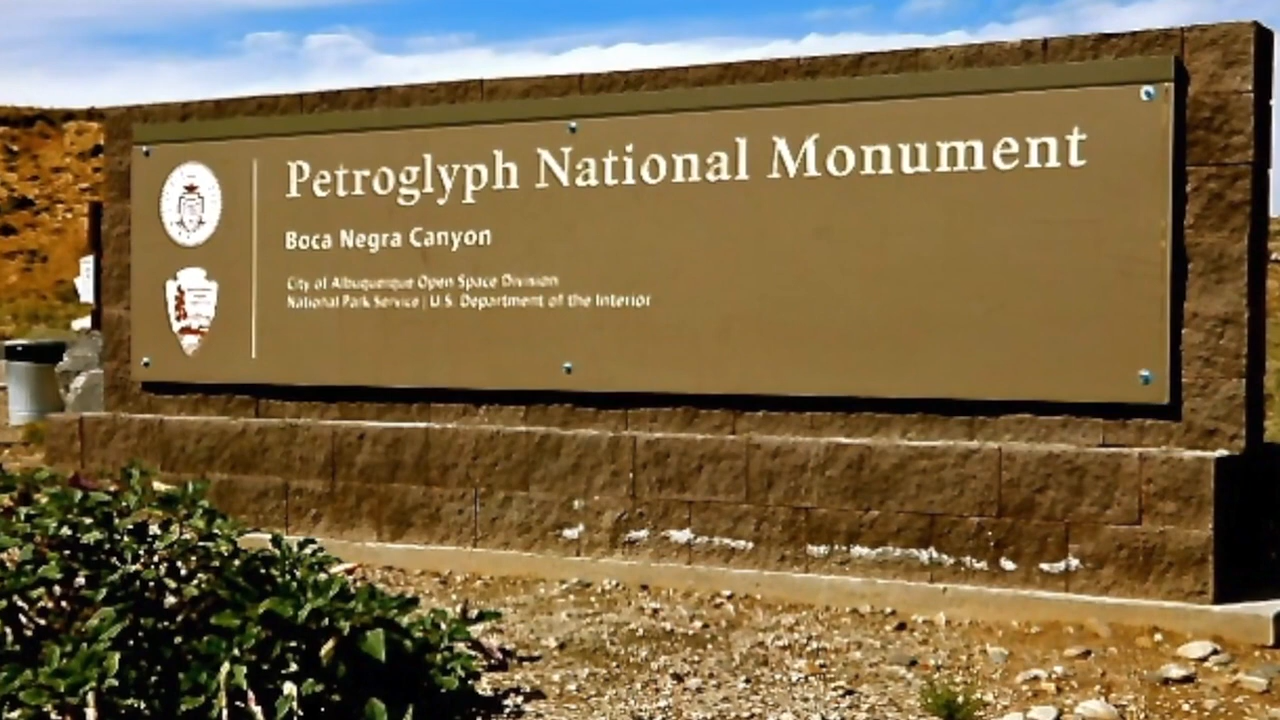 Petroglyph National Monument
Boca Negra Canyon
City of Albuquerque Open Space Division
National Park Service | U.S. Department of the Interior